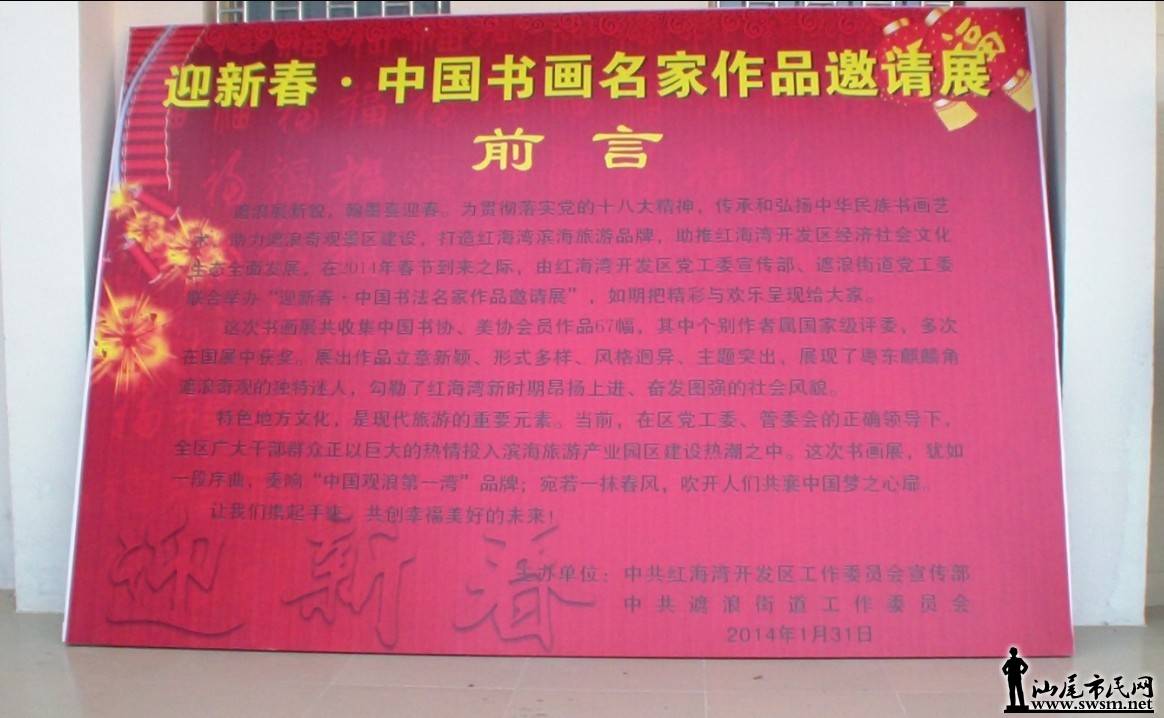 迎新春·中国书画名家作品邀请展
前言
遮浪展新貌，翰墨喜迎春。为贯彻落实党的十八大精神，传承和弘扬中华民族书画艺
术，助力遮浪奇观景区建设，打造红海湾滨海旅游品牌，助推红海湾开发区经济社会文化
生态全面发展，在2014年春节到来之际，由红海湾开发区党工委宣传部、遮浪街道党工委
联合举办“迎新春·中国书法名家作品邀请展”，如期把精彩与欢乐呈现给大家。
这次书画展共收集中国书协、美协会员作品67幅，其中个别作者属国家级评委，多次
在国展中获奖。展出作品立意新颖、形式多样、风格迥异、主题突出，展现了粤东麒麟角
遮浪奇观的独特迷人，勾勒了红海湾新时期昂扬上进、奋发图强的社会风貌。
特色地方文化，是现代旅游的重要元素。当前，在区党工委、管委会的正确领导下，
全区广大干部群众正以巨大的热情投入滨海旅游产业园区建设热潮之中。这次书画展，犹如
一段序曲，奏响“中国观浪第一湾”品牌；宛若一抹春风，吹开人们共襄中国梦之心扉。
让我们携起手来，共创幸福美好的未来！
迎新春
主办单位：中共红海湾开发区工作委员会宣传部
中共遮浪街道工作委员会
2014年1月31日
汕尾市民网
www.swsm.net